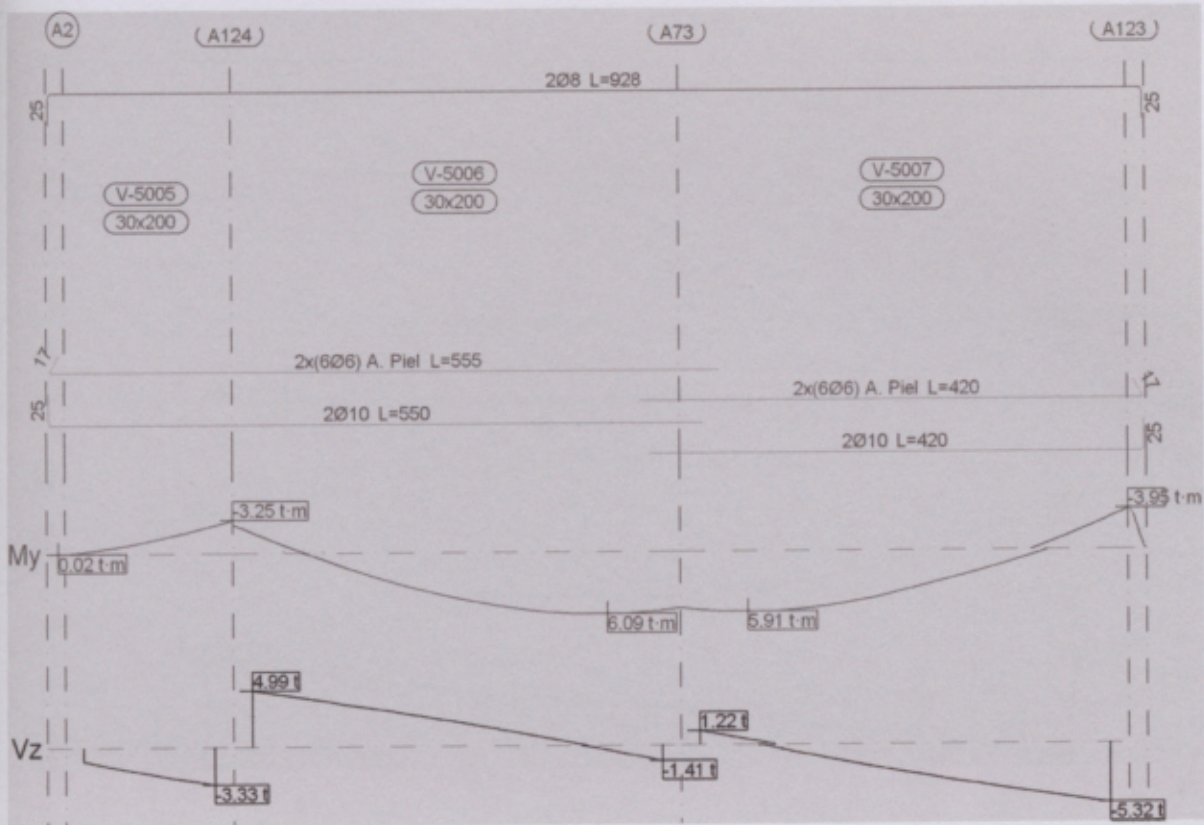 A2 A124 A73 A123
2Ø8 L=928
25 25
V-5005 V-5006 V-5007
30x200 30x200 30x200
17 2x(6Ø6) A. Piel L=555
2x(6Ø6) A. Piel L=420 17
25 2Ø10 L=550
2Ø10 L=420 25
-3.25 t·m -3.95 t·m
My 0.02 t·m
6.09 t·m 5.91 t·m
4.99 t
1.22 t
Vz
-3.33 t -1.41 t -5.32 t